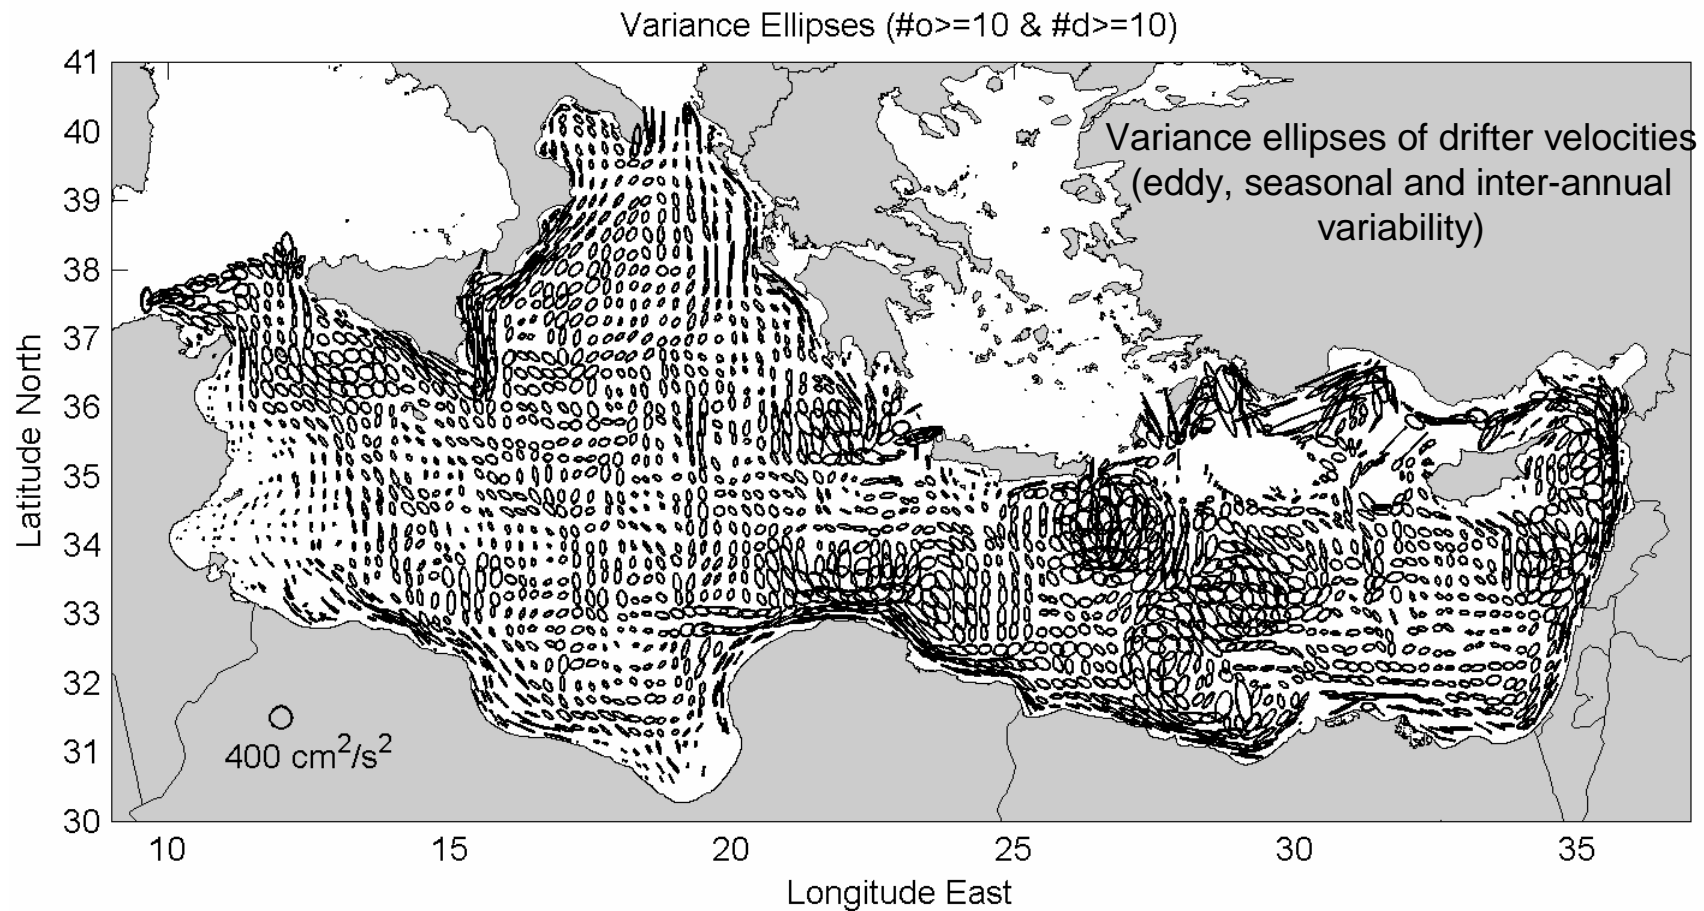 Variance Ellipses (#o>=10 & #d>=10)
Variance ellipses of drifter velocities
(eddy, seasonal and inter-annual
variability)
Latitude North
41
40
39
38
37
36
35
34
33
32
31
30
400 cm²/s²
10 15 20 25 30 35
Longitude East